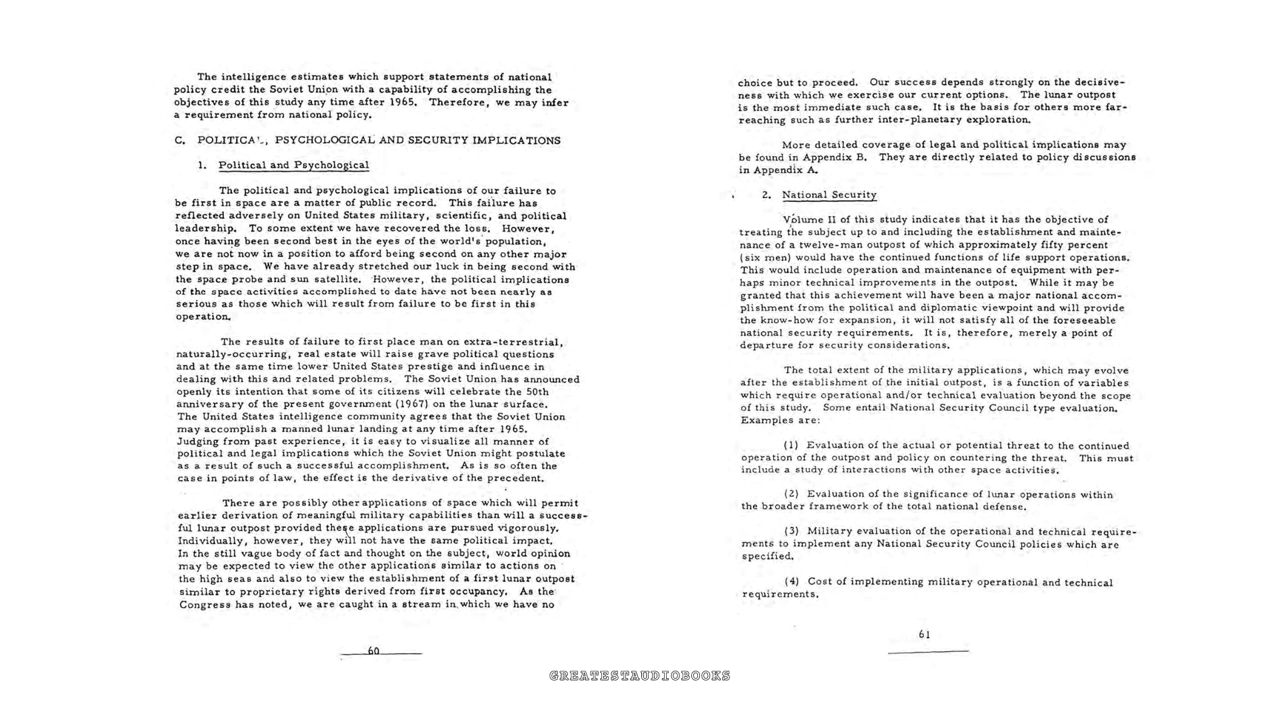 The intelligence estimates which support statements of national
policy credit the Soviet Union with a capability of accomplishing the
objectives of this study any time after 1965. Therefore, we may infer
a requirement from national policy.
C. POLITICA', PSYCHOLOGICAL AND SECURITY IMPLICATIONS
1. Political and Psychological
The political and psychological implications of our failure to
be first in space are a matter of public record. This failure has
reflected adversely on United States military, scientific, and political
leadership. To some extent we have recovered the loss. However,
once having been second best in the eyes of the world's population,
we are not now in a position to afford being second on any other major
step in space. We have already stretched our luck in being second with
the space probe and sun satellite. However, the political implications
of the space activities accomplished to date have not been nearly as
serious as those which will result from failure to be first in this
operation.
The results of failure to first place man on extra-terrestrial,
naturally-occurring, real estate will raise grave political questions
and at the same time lower United States prestige and influence in
dealing with this and related problems. The Soviet Union has announced
openly its intention that some of its citizens will celebrate the 50th
anniversary of the present government (1967) on the lunar surface.
The United States intelligence community agrees that the Soviet Union
may accomplish a manned lunar landing at any time after 1965.
Judging from past experience, it is easy to visualize all manner of
political and legal implications which the Soviet Union might postulate
as a result of such a successful accomplishment. As is so often the
case in points of law, the effect is the derivative of the precedent.
There are possibly other applications of space which will permit
earlier derivation of meaningful military capabilities than will a success-
ful lunar outpost provided these applications are pursued vigorously.
Individually, however, they will not have the same political impact.
In the still vague body of fact and thought on the subject, world opinion
may be expected to view the other applications similar to actions on
the high seas and also to view the establishment of a first lunar outpost
similar to proprietary rights derived from first occupancy. As the
Congress has noted, we are caught in a stream in which we have no
60
choice but to proceed. Our success depends strongly on the decisive-
ness with which we exercise our current options. The lunar outpost
is the most immediate such case. It is the basis for others more far-
reaching such as further inter-planetary exploration.
More detailed coverage of legal and political implications may
be found in Appendix B. They are directly related to policy discussions
in Appendix A.
2. National Security
Volume II of this study indicates that it has the objective of
treating the subject up to and including the establishment and mainte-
nance of a twelve-man outpost of which approximately fifty percent
(six men) would have the continued functions of life support operations.
This would include operation and maintenance of equipment with per-
haps minor technical improvements in the outpost. While it may be
granted that this achievement will have been a major national accom-
plishment from the political and diplomatic viewpoint and will provide
the know-how for expansion, it will not satisfy all of the foreseeable
national security requirements. It is, therefore, merely a point of
departure for security considerations.
The total extent of the military applications, which may evolve
after the establishment of the initial outpost, is a function of variables
which require operational and/or technical evaluation beyond the scope
of this study. Some entail National Security Council type evaluation.
Examples are:
(1) Evaluation of the actual or potential threat to the continued
operation of the outpost and policy on countering the threat. This must
include a study of interactions with other space activities.
(2) Evaluation of the significance of lunar operations within
the broader framework of the total national defense.
(3) Military evaluation of the operational and technical require-
ments to implement any National Security Council policies which are
specified.
(4) Cost of implementing military operational and technical
requirements.
61
GREATESTAUDIOBOOKS